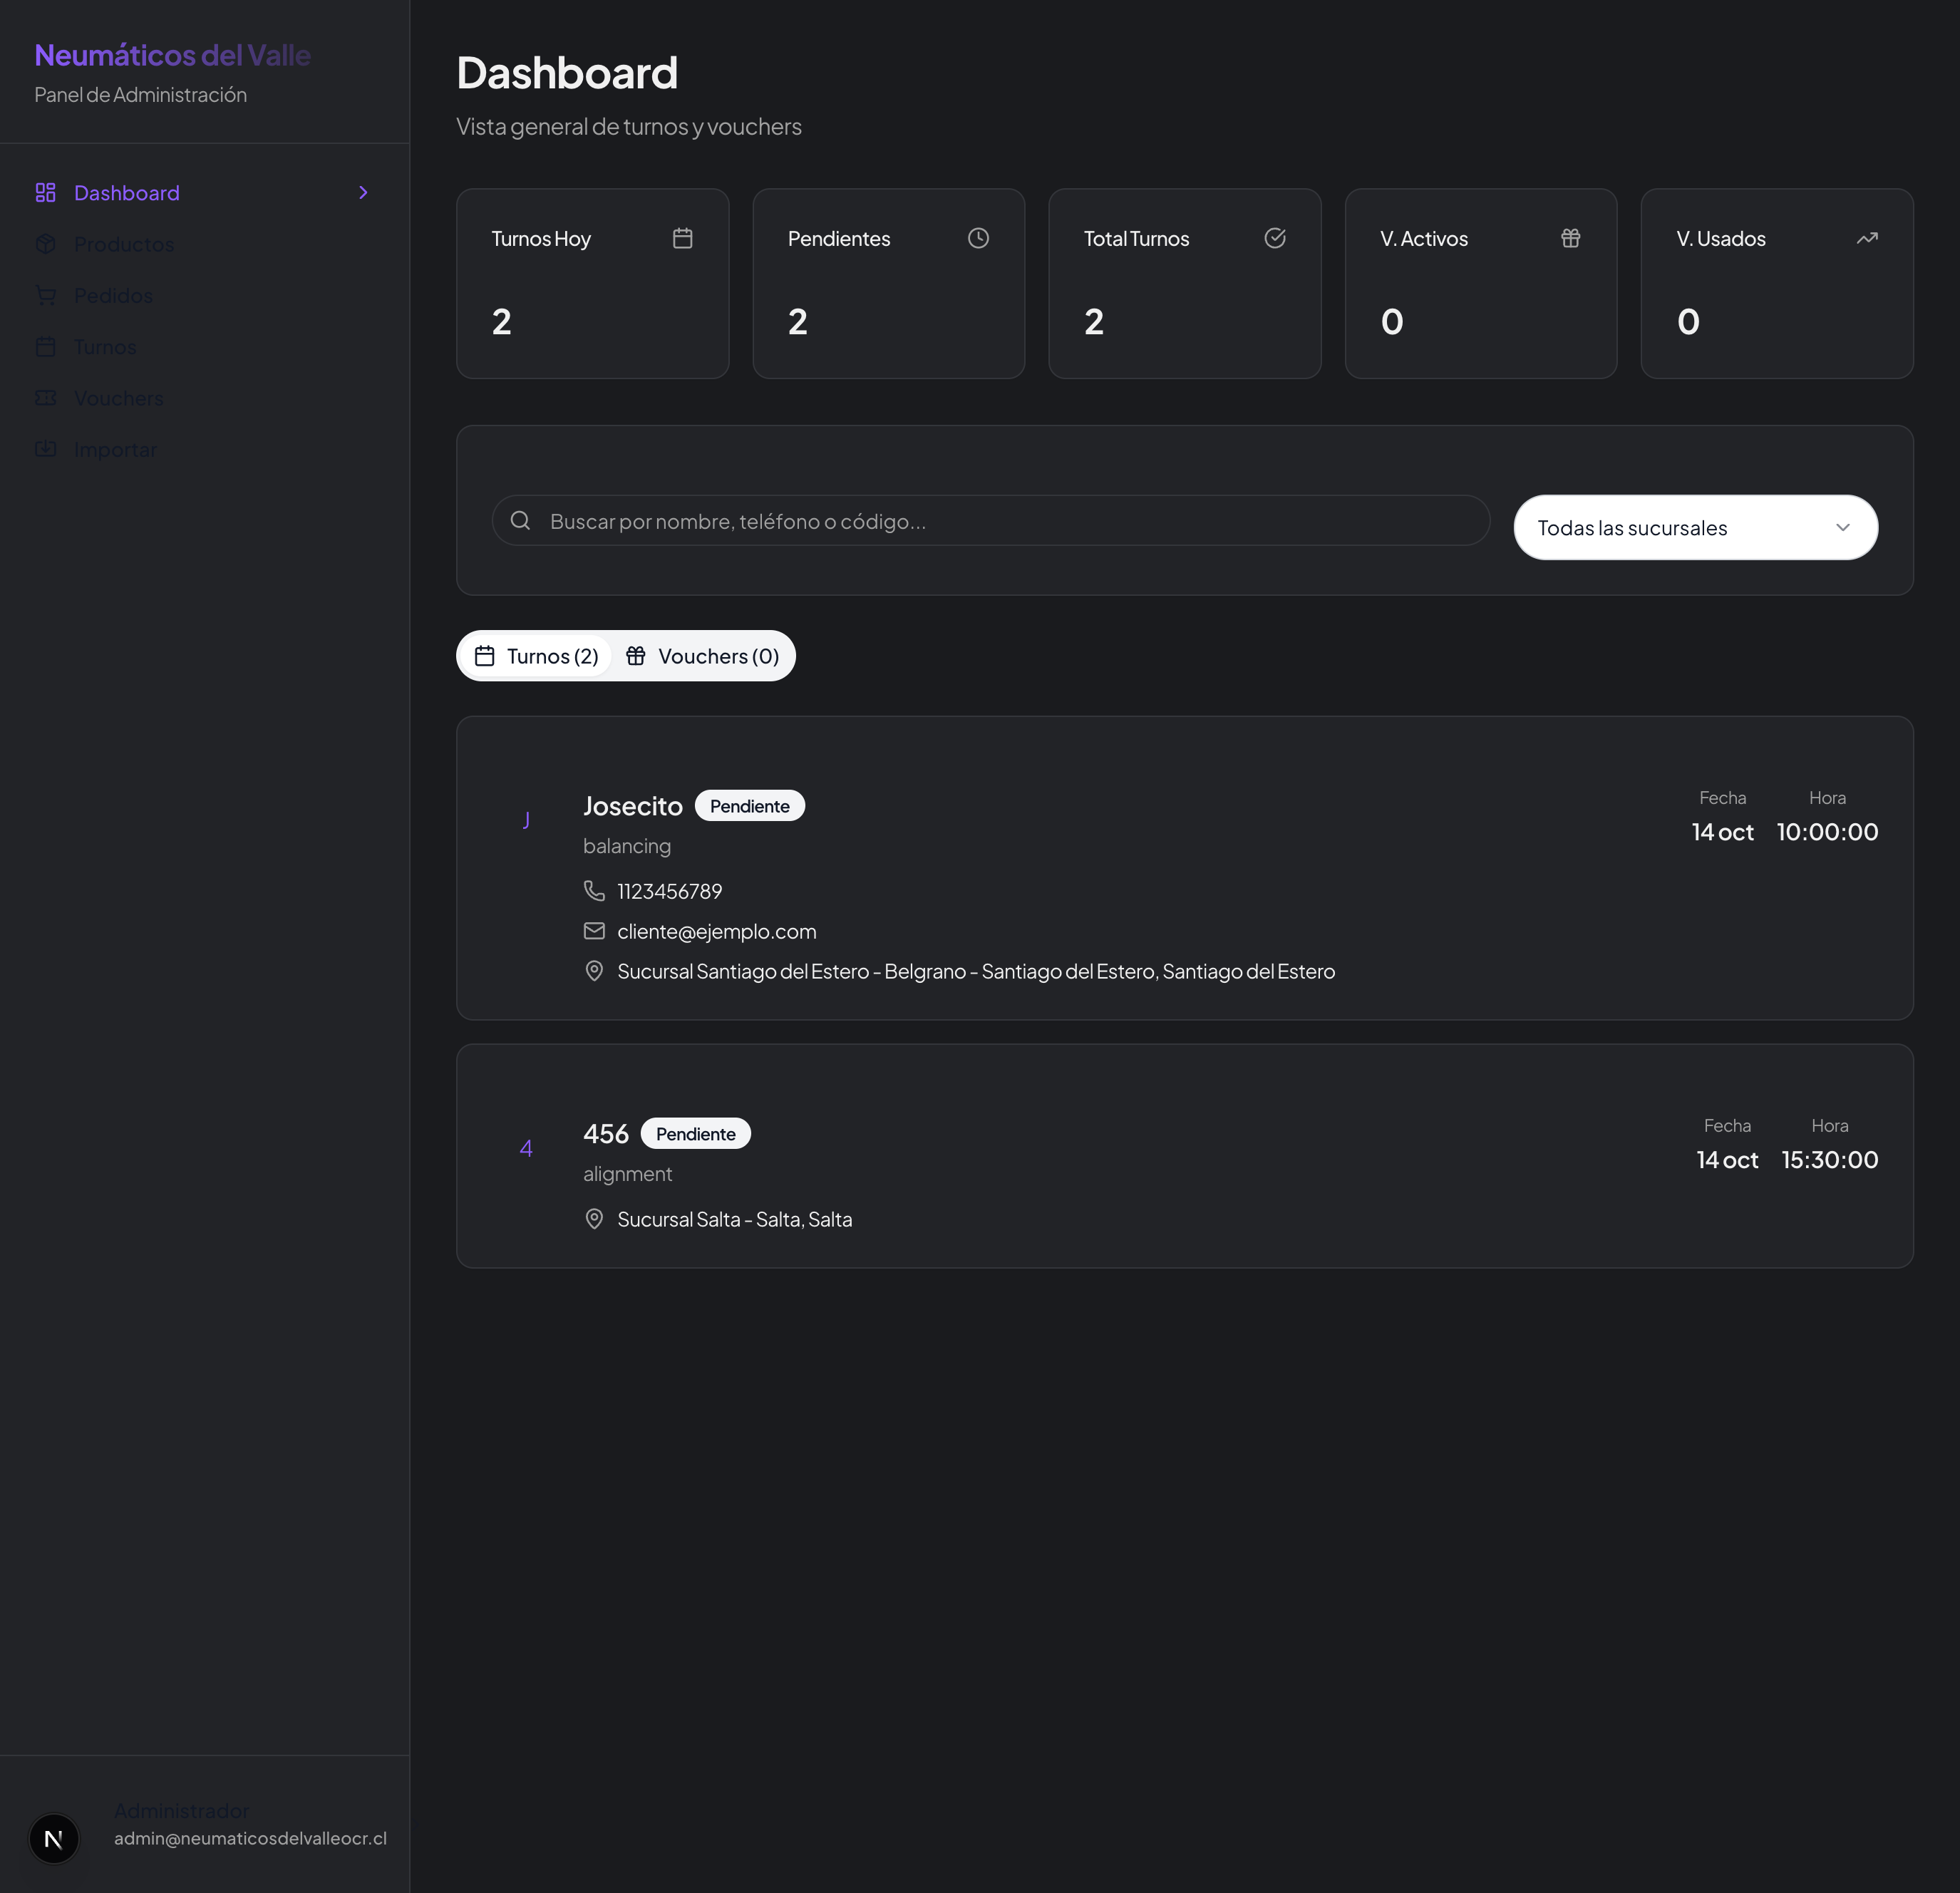 Neumáticos del Valle
Panel de Administración
Dashboard
Productos
Pedidos
Turnos
Vouchers
Importar
Administrador
N
admin@neumaticosdelvalleocr.cl
Dashboard
Vista general de turnos y vouchers
Turnos Hoy
2
Pendientes
2
Total Turnos
2
V. Activos
0
V. Usados
0
Buscar por nombre, teléfono o código...
Todas las sucursales
Turnos (2)
Vouchers (0)
J
Josecito
Pendiente
balancing
1123456789
cliente@ejemplo.com
Sucursal Santiago del Estero - Belgrano - Santiago del Estero, Santiago del Estero
Fecha
14 oct
Hora
10:00:00
4
456
Pendiente
alignment
Sucursal Salta - Salta, Salta
Fecha
14 oct
Hora
15:30:00